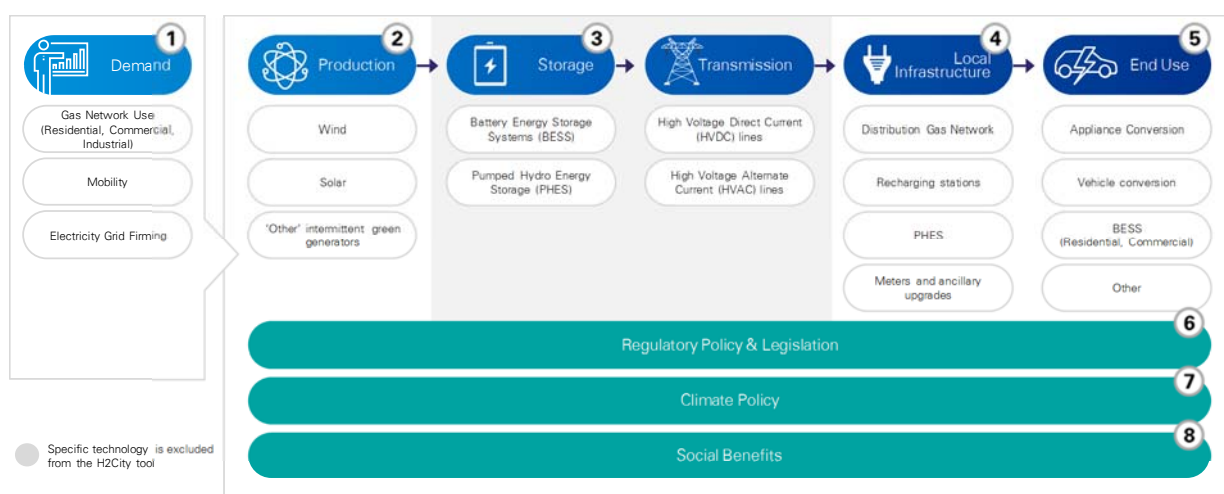 1
Demand
Gas Network Use
(Residential, Commercial,
Industrial)
Mobility
Electricity Grid Firming
2
Production
Wind
Solar
'Other' intermittent green
generators
3
Storage
Battery Energy Storage
Systems (BESS)
Pumped Hydro Energy
Storage (PHES)
Transmission
High Voltage Direct Current
(HVDC) lines
High Voltage Alternate
Current (HVAC) lines
4
Local
Infrastructure
Distribution Gas Network
Recharging stations
PHES
Meters and ancillary
upgrades
5
End Use
Appliance Conversion
Vehicle conversion
BESS
(Residential, Commercial)
Other
6
Regulatory Policy & Legislation
7
Climate Policy
8
Social Benefits
Specific technology is excluded
from the H2City tool